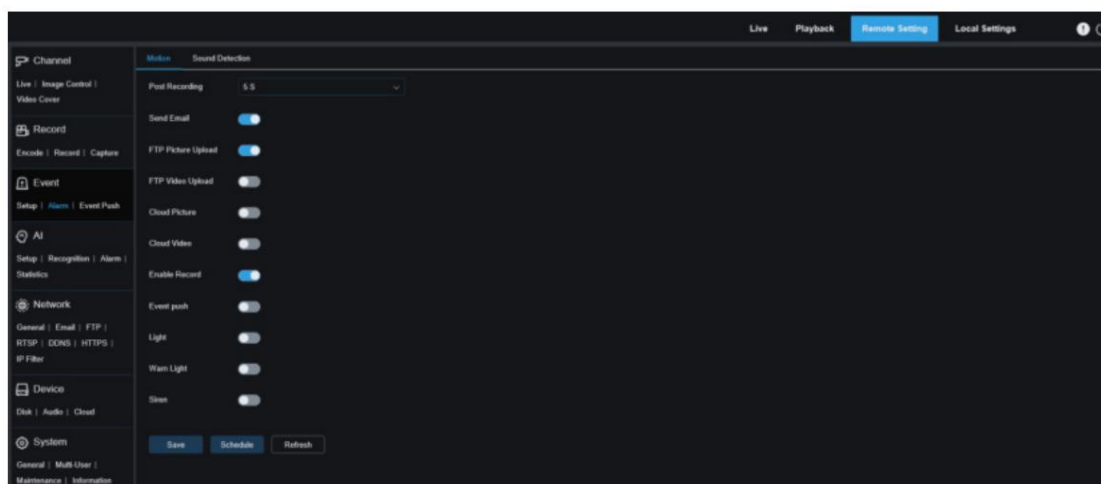 Live Playback Remote Setting Local Settings
Channel
Live | Image Control |
Video Cover
Record
Encode | Record | Capture
Event
Setup | Alarm | Event Push
AI
Setup | Recognition | Alarm |
Statistics
Network
General | Email | FTP |
RTSP | DDNS | HTTPS |
IP Filter
Device
Disk | Audio | Cloud
System
General | Multi-User |
Maintenance | Information
Motion Sound Detection
Post Recording 5 S
Send Email
FTP Picture Upload
FTP Video Upload
Cloud Picture
Cloud Video
Enable Record
Event push
Light
Warn Light
Siren
Save Schedule Refresh